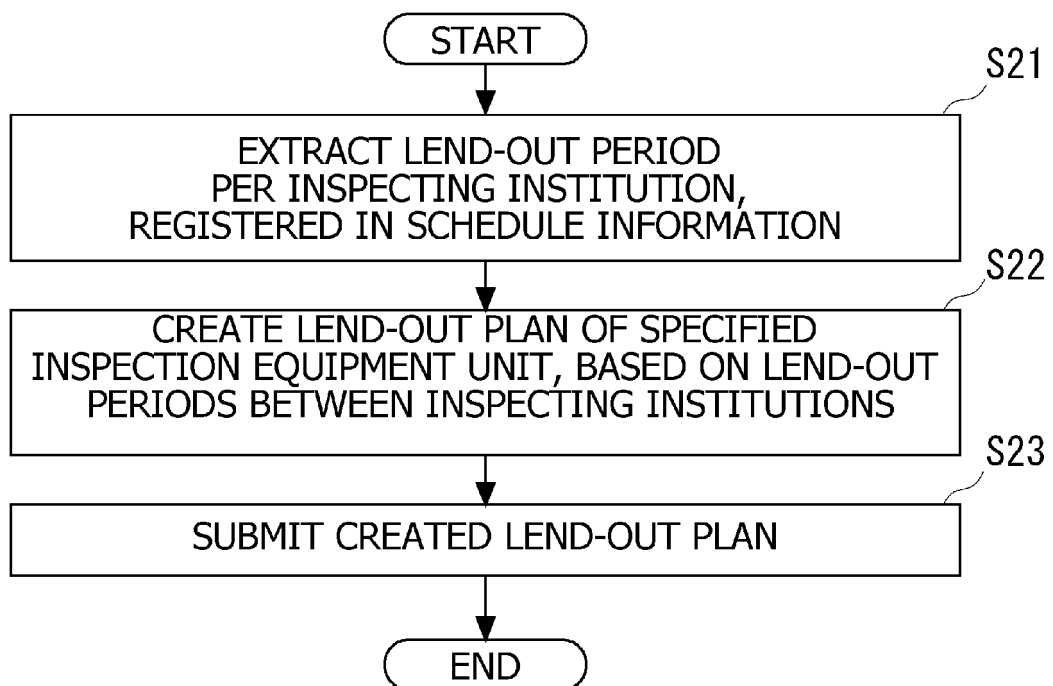 START
S21
EXTRACT LEND-OUT PERIOD
PER INSPECTING INSTITUTION,
REGISTERED IN SCHEDULE INFORMATION
S22
CREATE LEND-OUT PLAN OF SPECIFIED
INSPECTION EQUIPMENT UNIT, BASED ON LEND-OUT
PERIODS BETWEEN INSPECTING INSTITUTIONS
S23
SUBMIT CREATED LEND-OUT PLAN
END